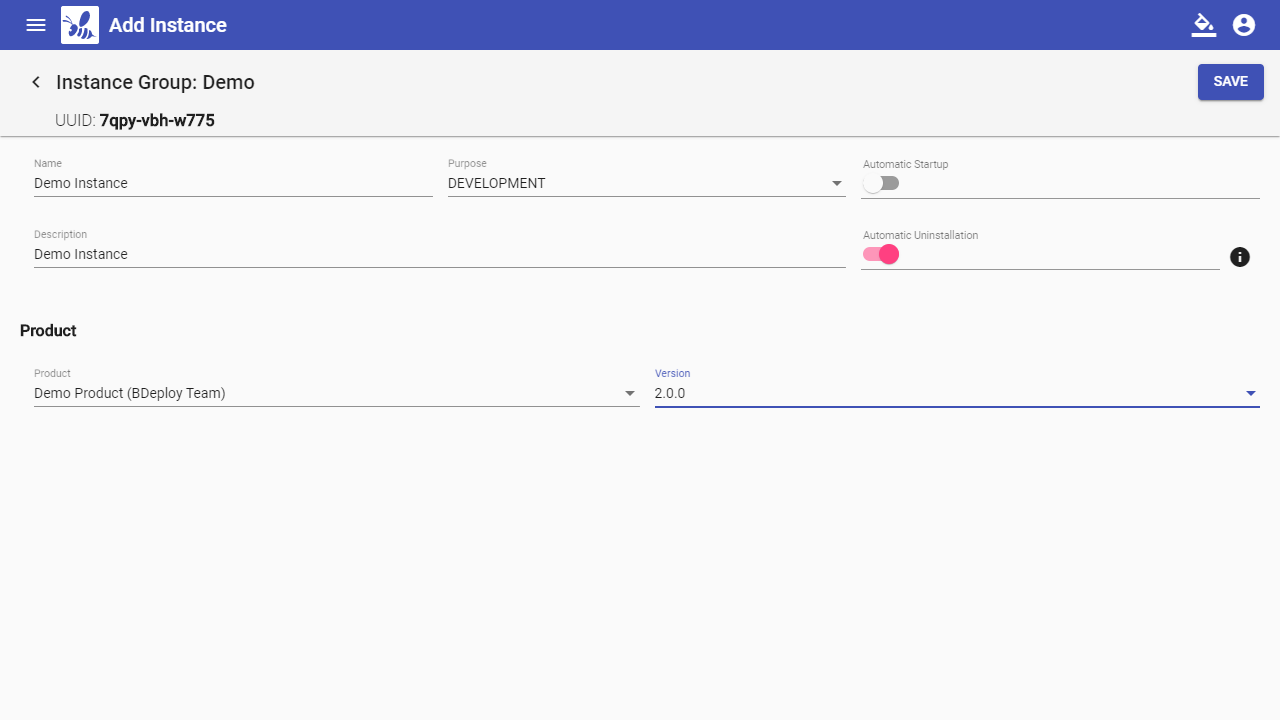 Add Instance
Instance Group: Demo
SAVE
UUID: 7qpy-vbh-w775
Name
Demo Instance
Purpose
DEVELOPMENT
Automatic Startup
Description
Demo Instance
Automatic Uninstallation
Product
Product
Demo Product (BDeploy Team)
Version
2.0.0